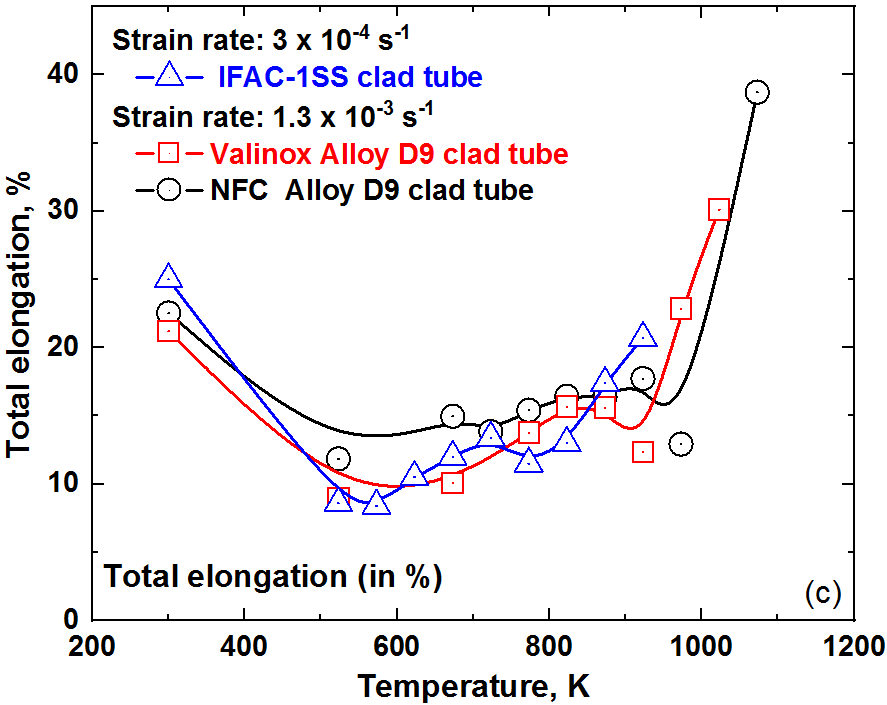 Strain rate: 3 x 10⁻⁴ s⁻¹
IFAC-1SS clad tube
Strain rate: 1.3 x 10⁻³ s⁻¹
Valinox Alloy D9 clad tube
NFC Alloy D9 clad tube
Total elongation, %
40
30
20
10
0
Total elongation (in %)
(c)
200 400 600 800 1000 1200
Temperature, K